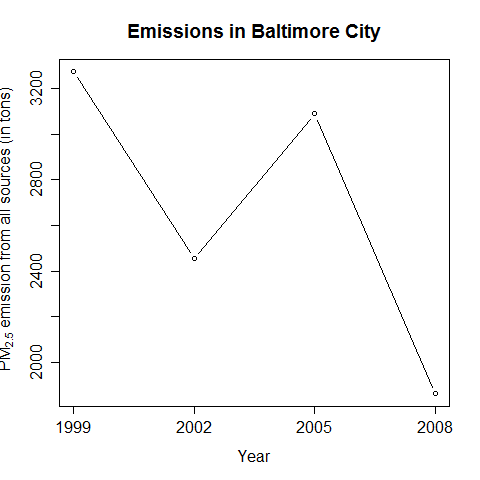 Emissions in Baltimore City
PM2.5 emission from all sources (in tons)
3200
2800
2400
2000
1999 2002 2005 2008
Year